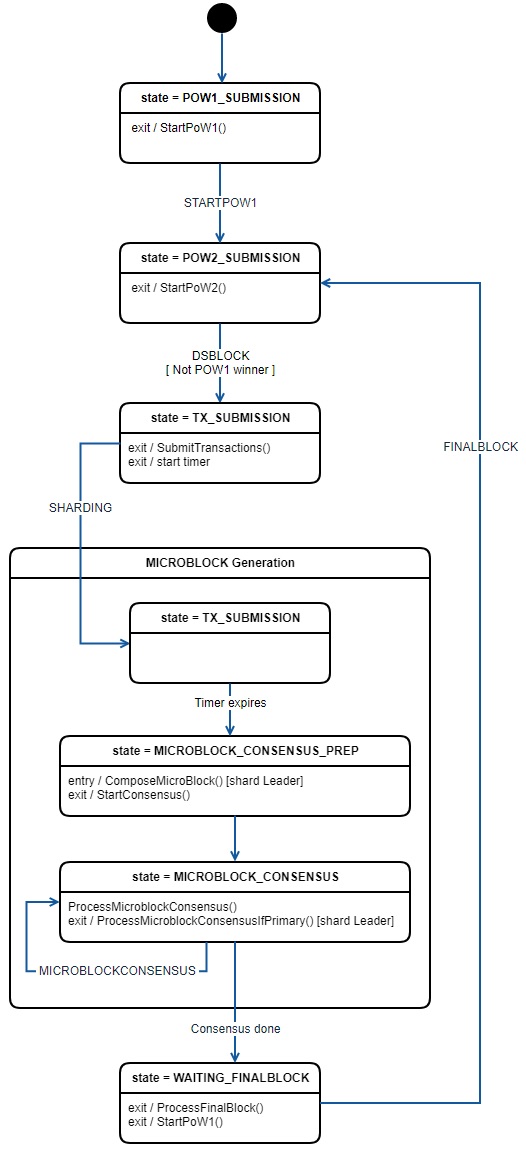 state = POW1_SUBMISSION
exit / StartPoW1()
STARTPOW1
state = POW2_SUBMISSION
exit / StartPoW2()
DSBLOCK
[ Not POW1 winner ]
state = TX_SUBMISSION
exit / SubmitTransactions()
exit / start timer
FINALBLOCK
SHARDING
MICROBLOCK Generation
state = TX_SUBMISSION
Timer expires
state = MICROBLOCK_CONSENSUS_PREP
entry / ComposeMicroBlock() [shard Leader]
exit / StartConsensus()
state = MICROBLOCK_CONSENSUS
ProcessMicroblockConsensus()
exit / ProcessMicroblockConsensusIfPrimary() [shard Leader]
MICROBLOCKCONSENSUS
Consensus done
state = WAITING_FINALBLOCK
exit / ProcessFinalBlock()
exit / StartPoW1()